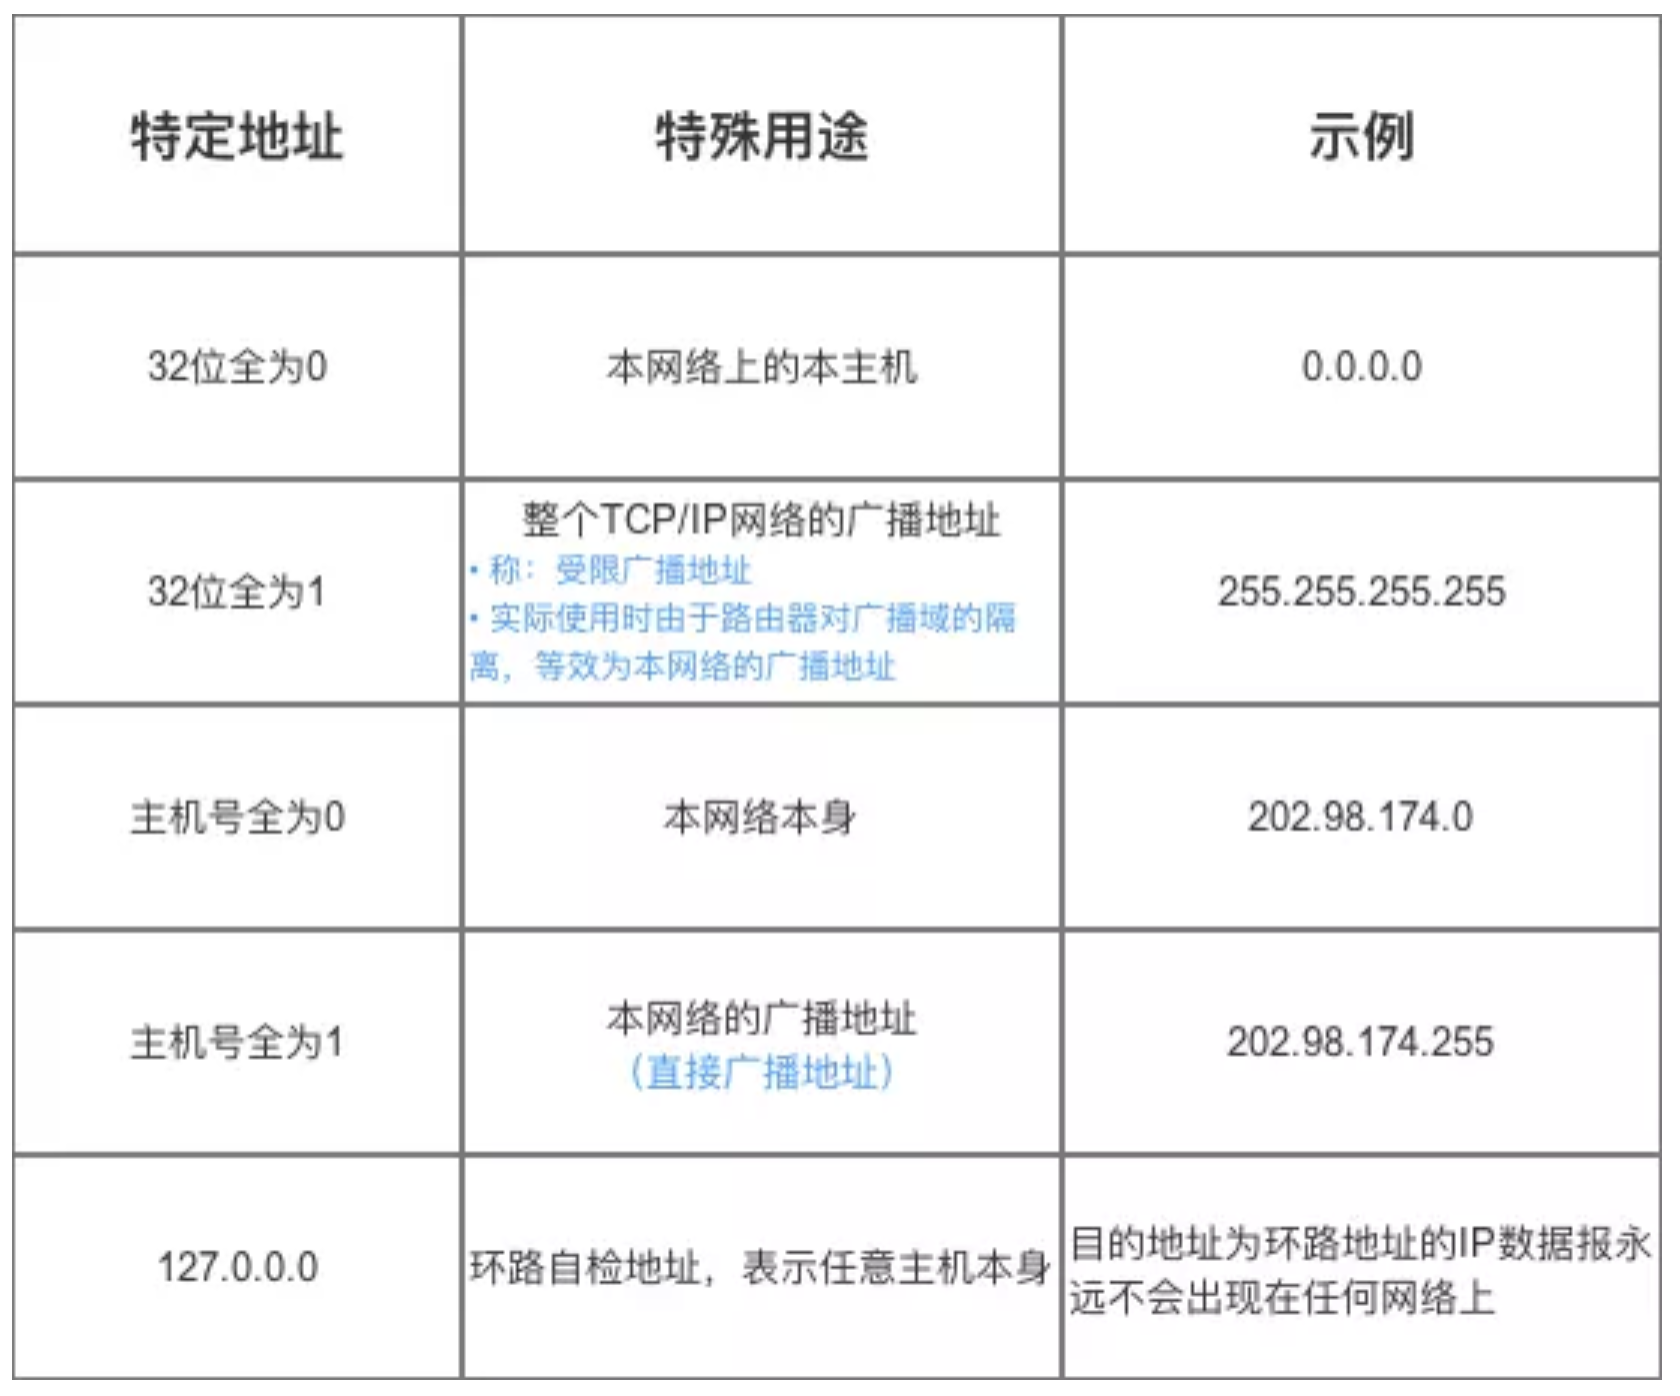 特定地址
特殊用途
示例
32位全为0
本网络上的本主机
0.0.0.0
32位全为1
整个TCP/IP网络的广播地址
• 称：受限广播地址
• 实际使用时由于路由器对广播域的隔
离，等效为本网络的广播地址
255.255.255.255
主机号全为0
本网络本身
202.98.174.0
主机号全为1
本网络的广播地址
（直接广播地址）
202.98.174.255
127.0.0.0
环路自检地址，表示任意主机本身
目的地址为环路地址的IP数据报永
远不会出现在任何网络上